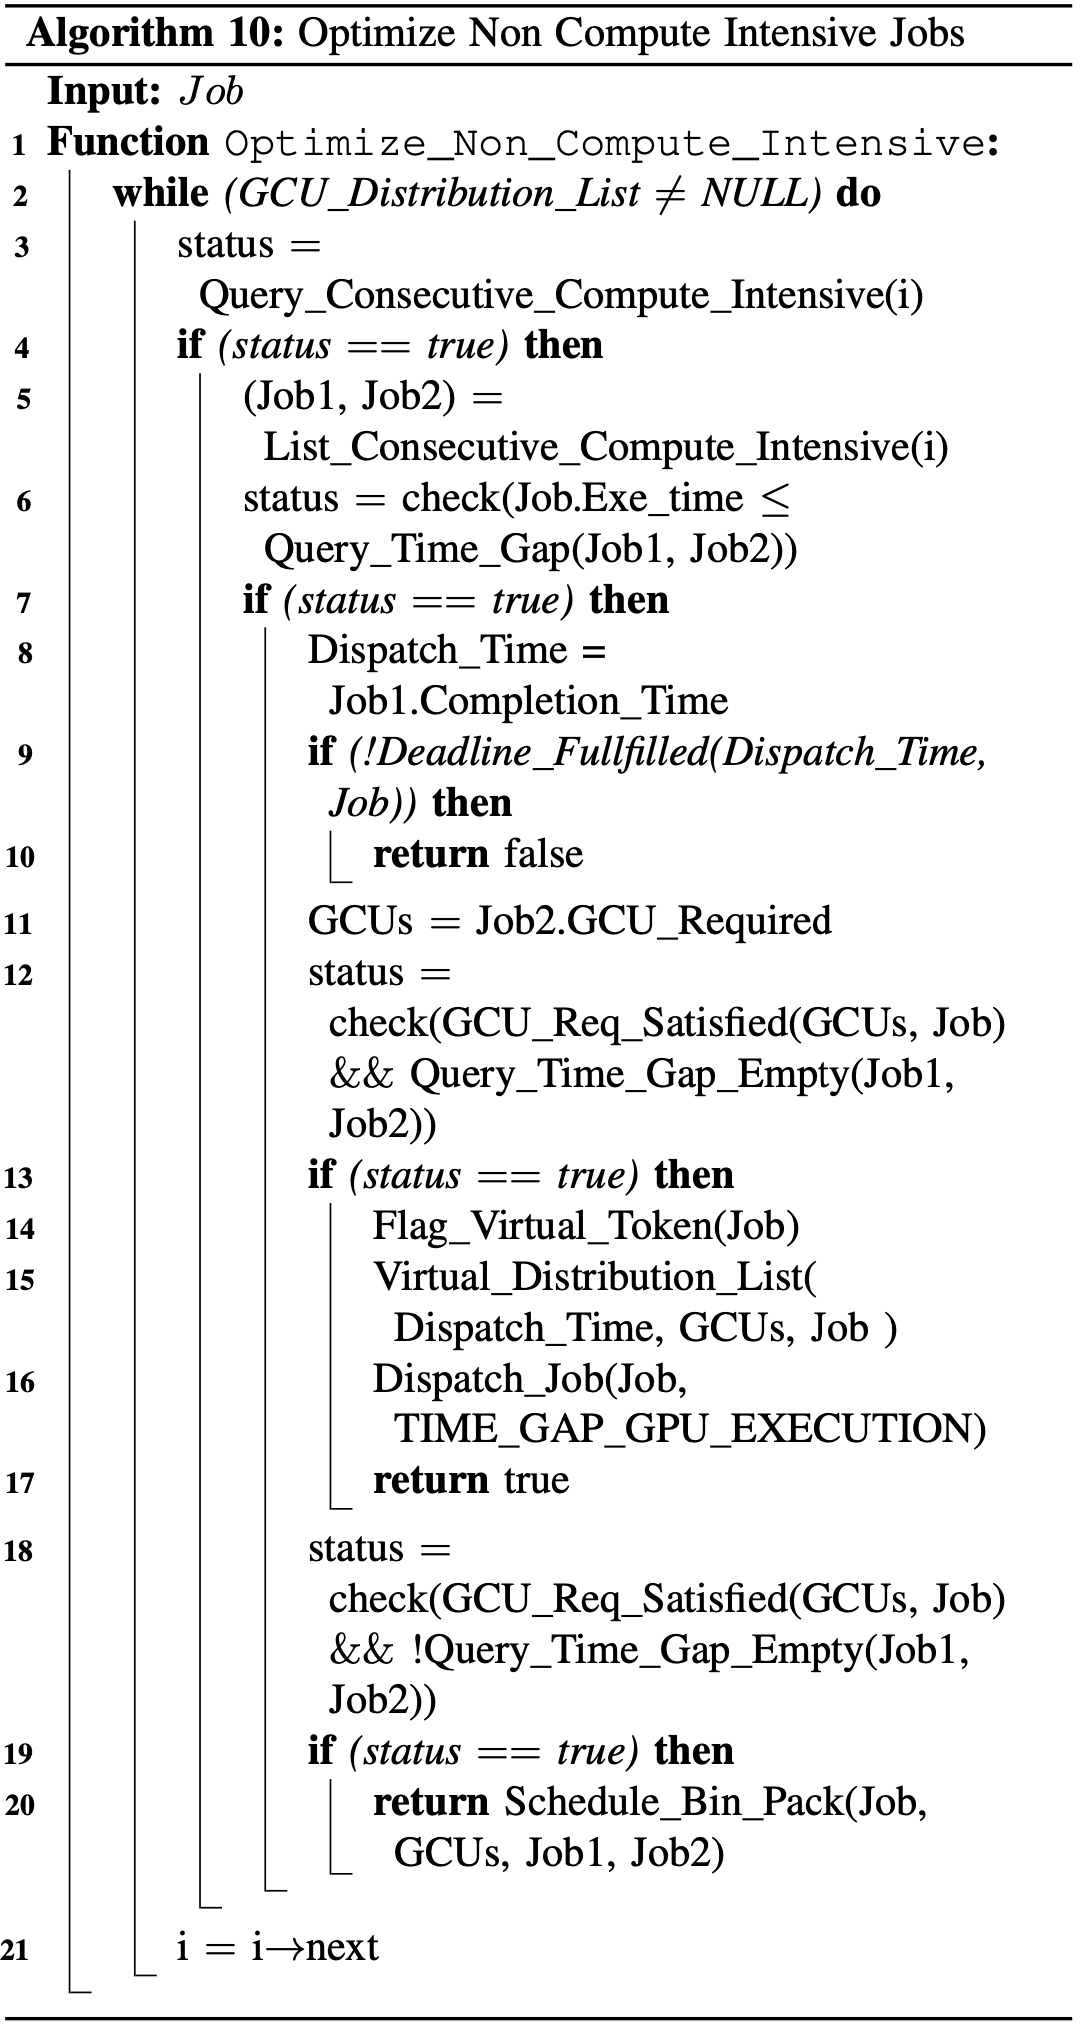 Algorithm 10: Optimize Non Compute Intensive Jobs
Input: Job
1 Function Optimize_Non_Compute_Intensive:
2 while (GCU_Distribution_List ≠ NULL) do
3 status =
Query_Consecutive_Compute_Intensive(i)
4 if (status == true) then
5 (Job1, Job2) =
List_Consecutive_Compute_Intensive(i)
6 status = check(Job.Exe_time ≤
Query_Time_Gap(Job1, Job2))
7 if (status == true) then
8 Dispatch_Time =
Job1.Completion_Time
9 if (!Deadline_Fullfilled(Dispatch_Time,
Job)) then
10 return false
11 GCUs = Job2.GCU_Required
12 status =
check(GCU_Req_Satisfied(GCUs, Job)
&& Query_Time_Gap_Empty(Job1,
Job2))
13 if (status == true) then
14 Flag_Virtual_Token(Job)
15 Virtual_Distribution_List(
Dispatch_Time, GCUs, Job )
16 Dispatch_Job(Job,
TIME_GAP_GPU_EXECUTION)
17 return true
18 status =
check(GCU_Req_Satisfied(GCUs, Job)
&& !Query_Time_Gap_Empty(Job1,
Job2))
19 if (status == true) then
20 return Schedule_Bin_Pack(Job,
GCUs, Job1, Job2)
21 i = i→next